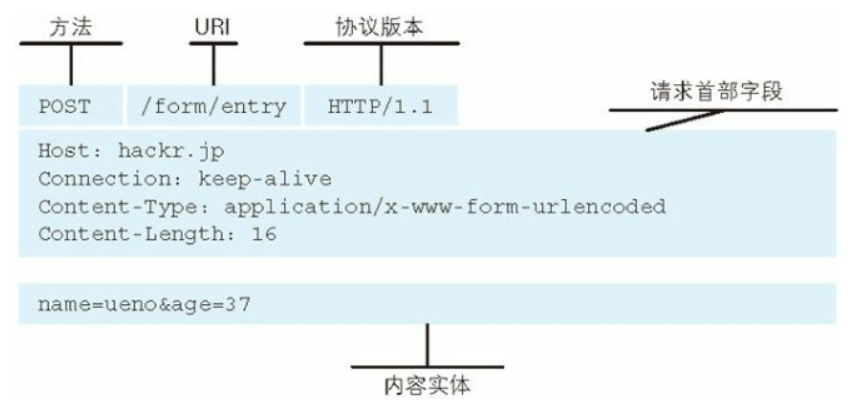 方法 URI 协议版本
POST /form/entry HTTP/1.1
请求首部字段
Host: hackr.jp
Connection: keep-alive
Content-Type: application/x-www-form-urlencoded
Content-Length: 16
name=ueno&age=37
内容实体